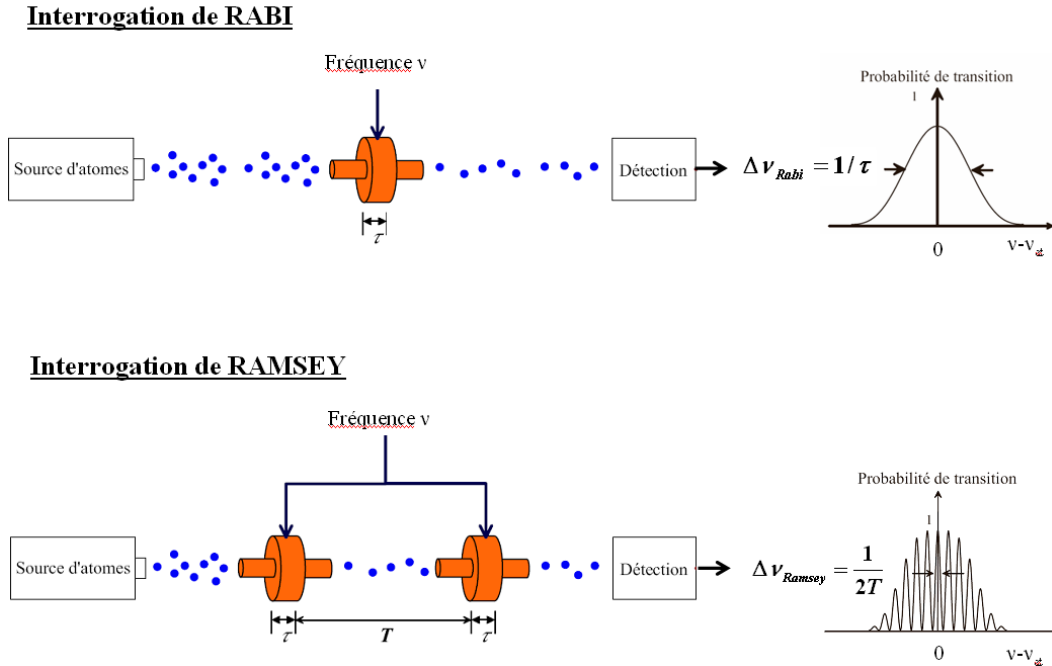 Interrogation de RABI
Fréquence ν
Source d'atomes
τ
Détection
Δν_Rabi = 1/τ
Probabilité de transition
1
0
ν-ν_at
Interrogation de RAMSEY
Fréquence ν
Source d'atomes
τ
T
τ
Détection
Δν_Ramsey = 1/2T
Probabilité de transition
1
0
ν-ν_at